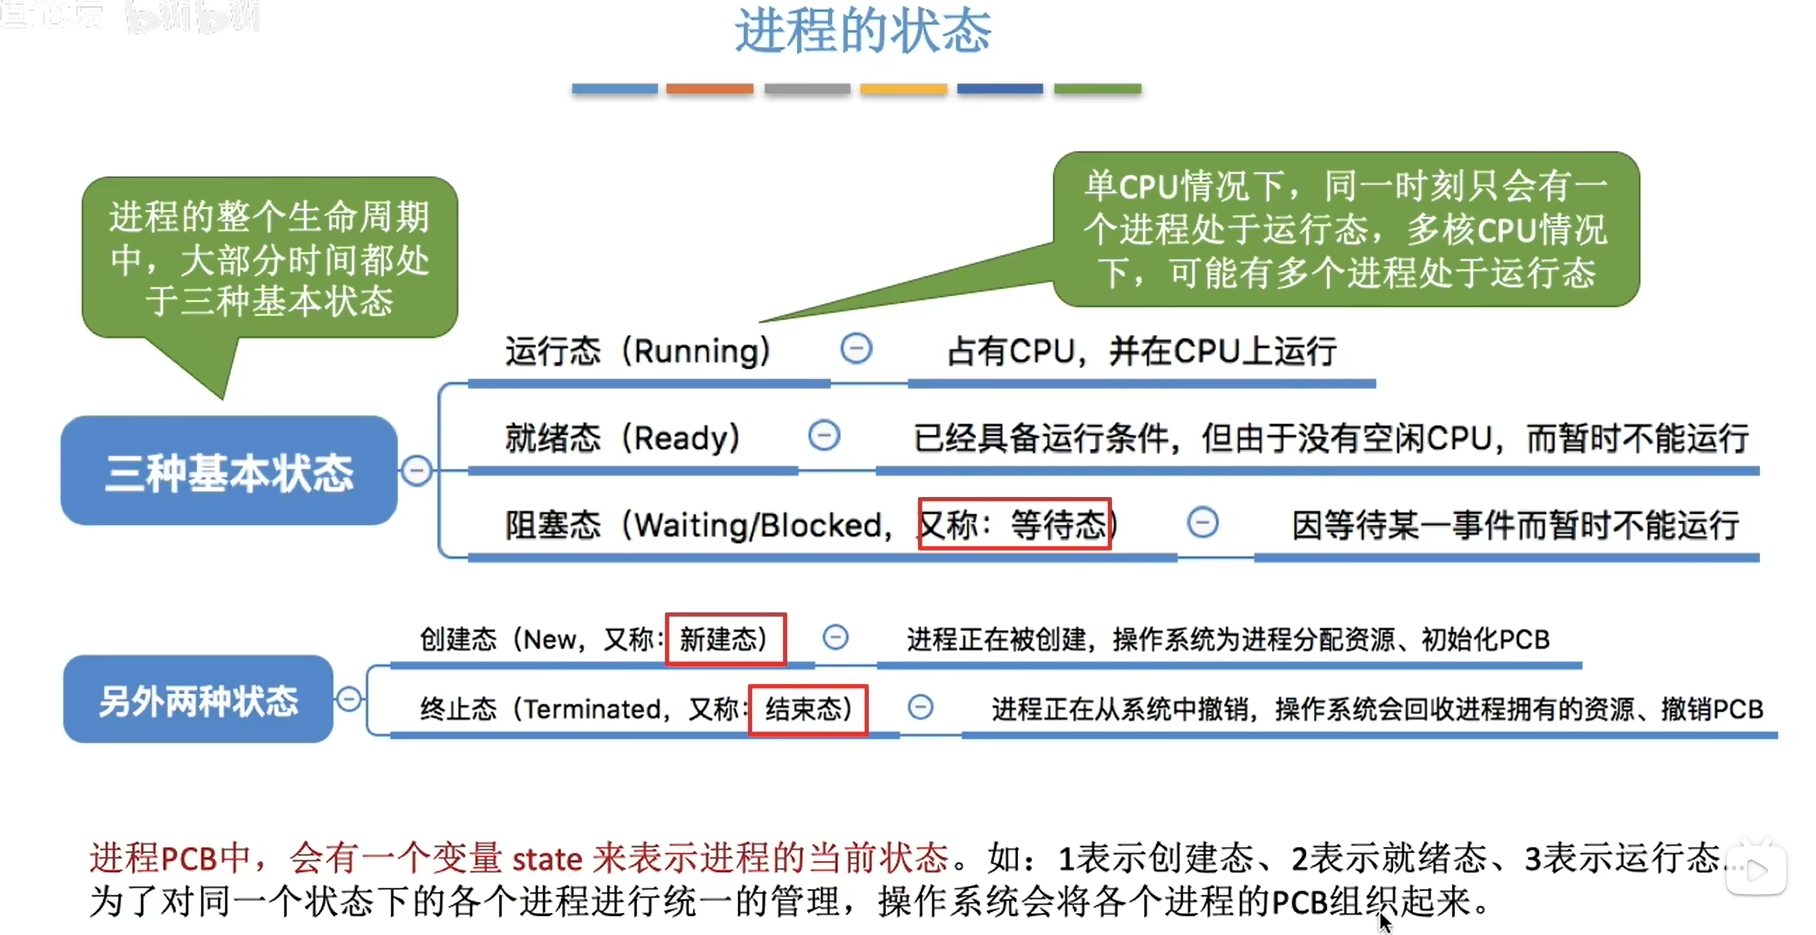 bilibili
进程的状态
进程的整个生命周期
中，大部分时间都处
于三种基本状态
单CPU情况下，同一时刻只会有一
个进程处于运行态，多核CPU情况
下，可能有多个进程处于运行态
三种基本状态
运行态（Running）
占有CPU，并在CPU上运行
就绪态（Ready）
已经具备运行条件，但由于没有空闲CPU，而暂时不能运行
阻塞态（Waiting/Blocked，又称：等待态）
因等待某一事件而暂时不能运行
另外两种状态
创建态（New，又称：新建态）
进程正在被创建，操作系统为进程分配资源、初始化PCB
终止态（Terminated，又称：结束态）
进程正在从系统中撤销，操作系统会回收进程拥有的资源、撤销PCB
进程PCB中，会有一个变量 state 来表示进程的当前状态。如：1表示创建态、2表示就绪态、3表示运行态...
为了对同一个状态下的各个进程进行统一的管理，操作系统会将各个进程的PCB组织起来。